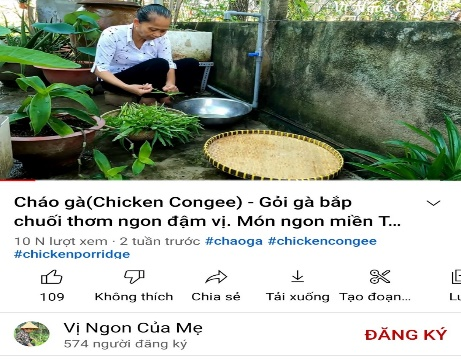 Vị Ngon Của Mẹ
Cháo gà(Chicken Congee) - Gỏi gà bắp
chuối thơm ngon đậm vị. Món ngon miền T...
10 N lượt xem · 2 tuần trước #chaoga #chickencongee
#chickenporridge
109 Không thích Chia sẻ Tải xuống Tạo đoạn... Lư
Vị Ngon Của Mẹ
574 người đăng ký
ĐĂNG KÝ